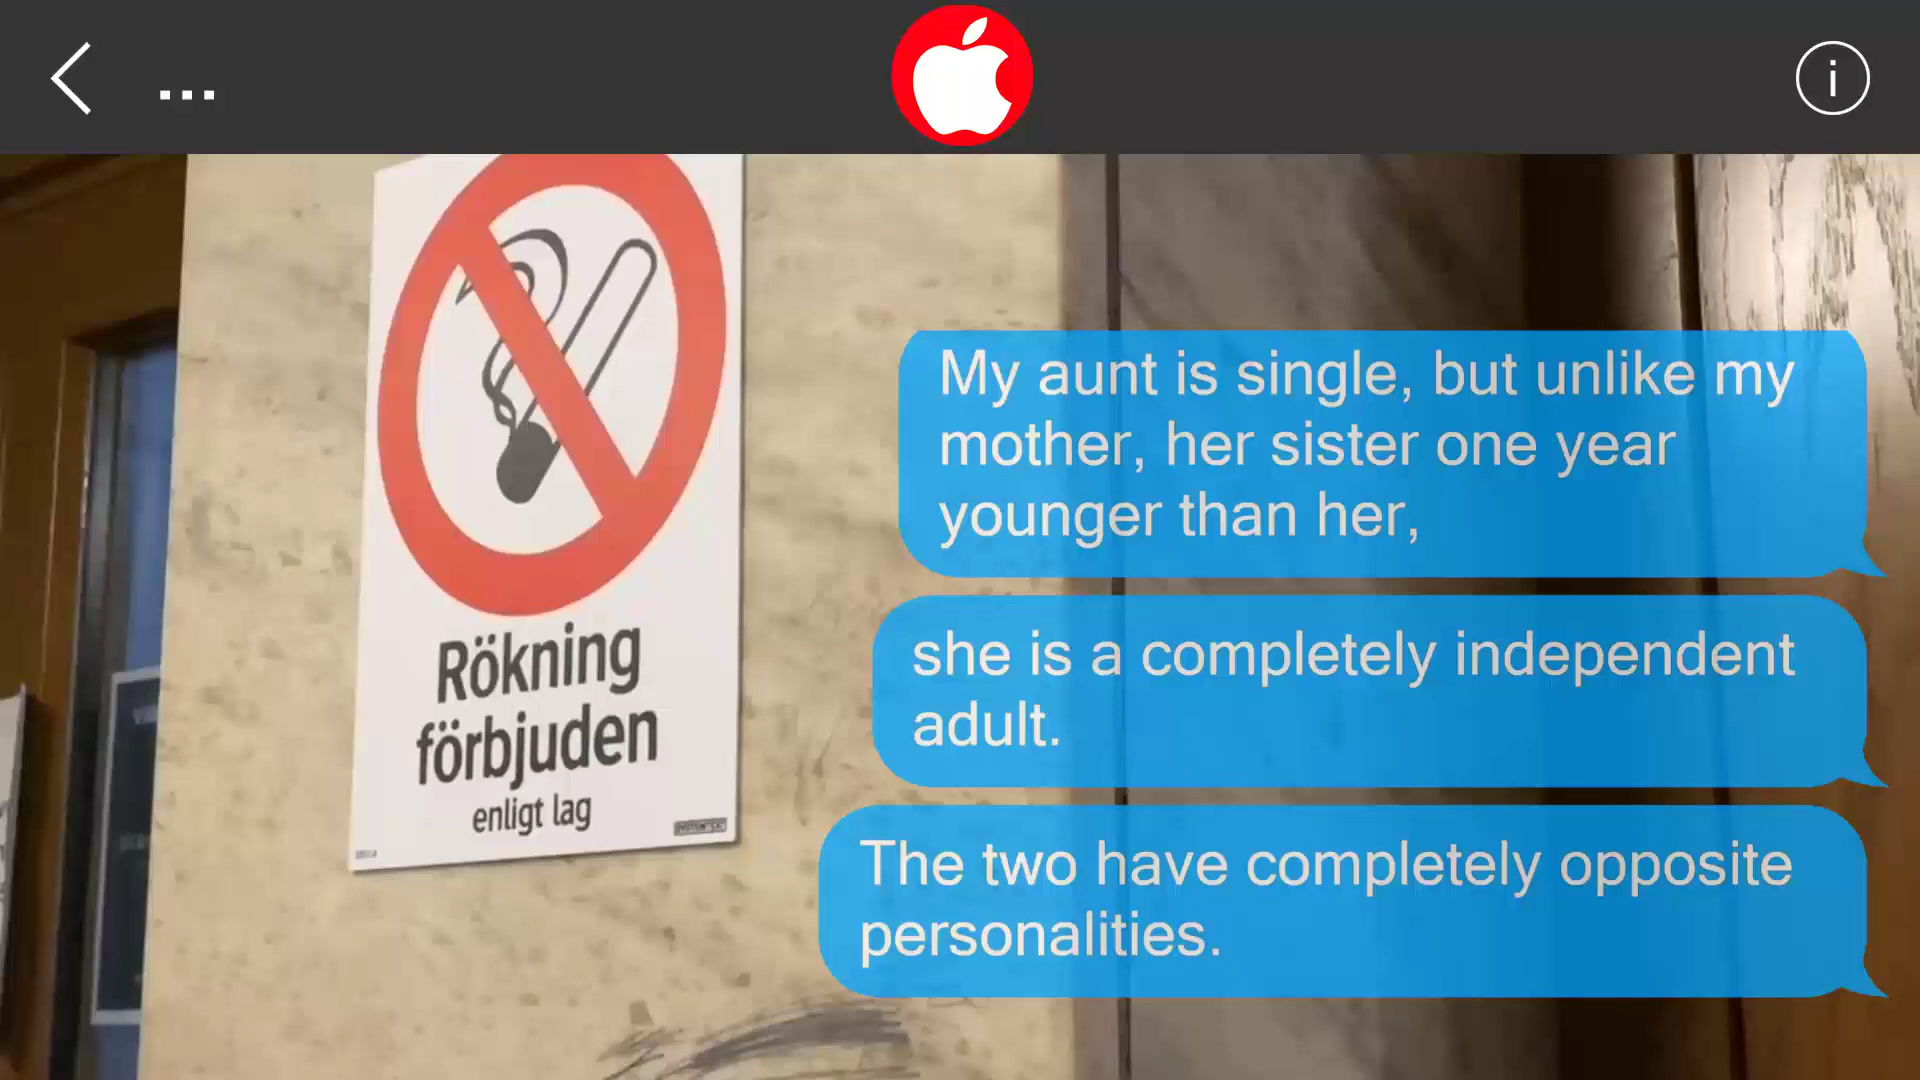 ...
Rökning
förbjuden
enligt lag
My aunt is single, but unlike my
mother, her sister one year
younger than her,
she is a completely independent
adult.
The two have completely opposite
personalities.